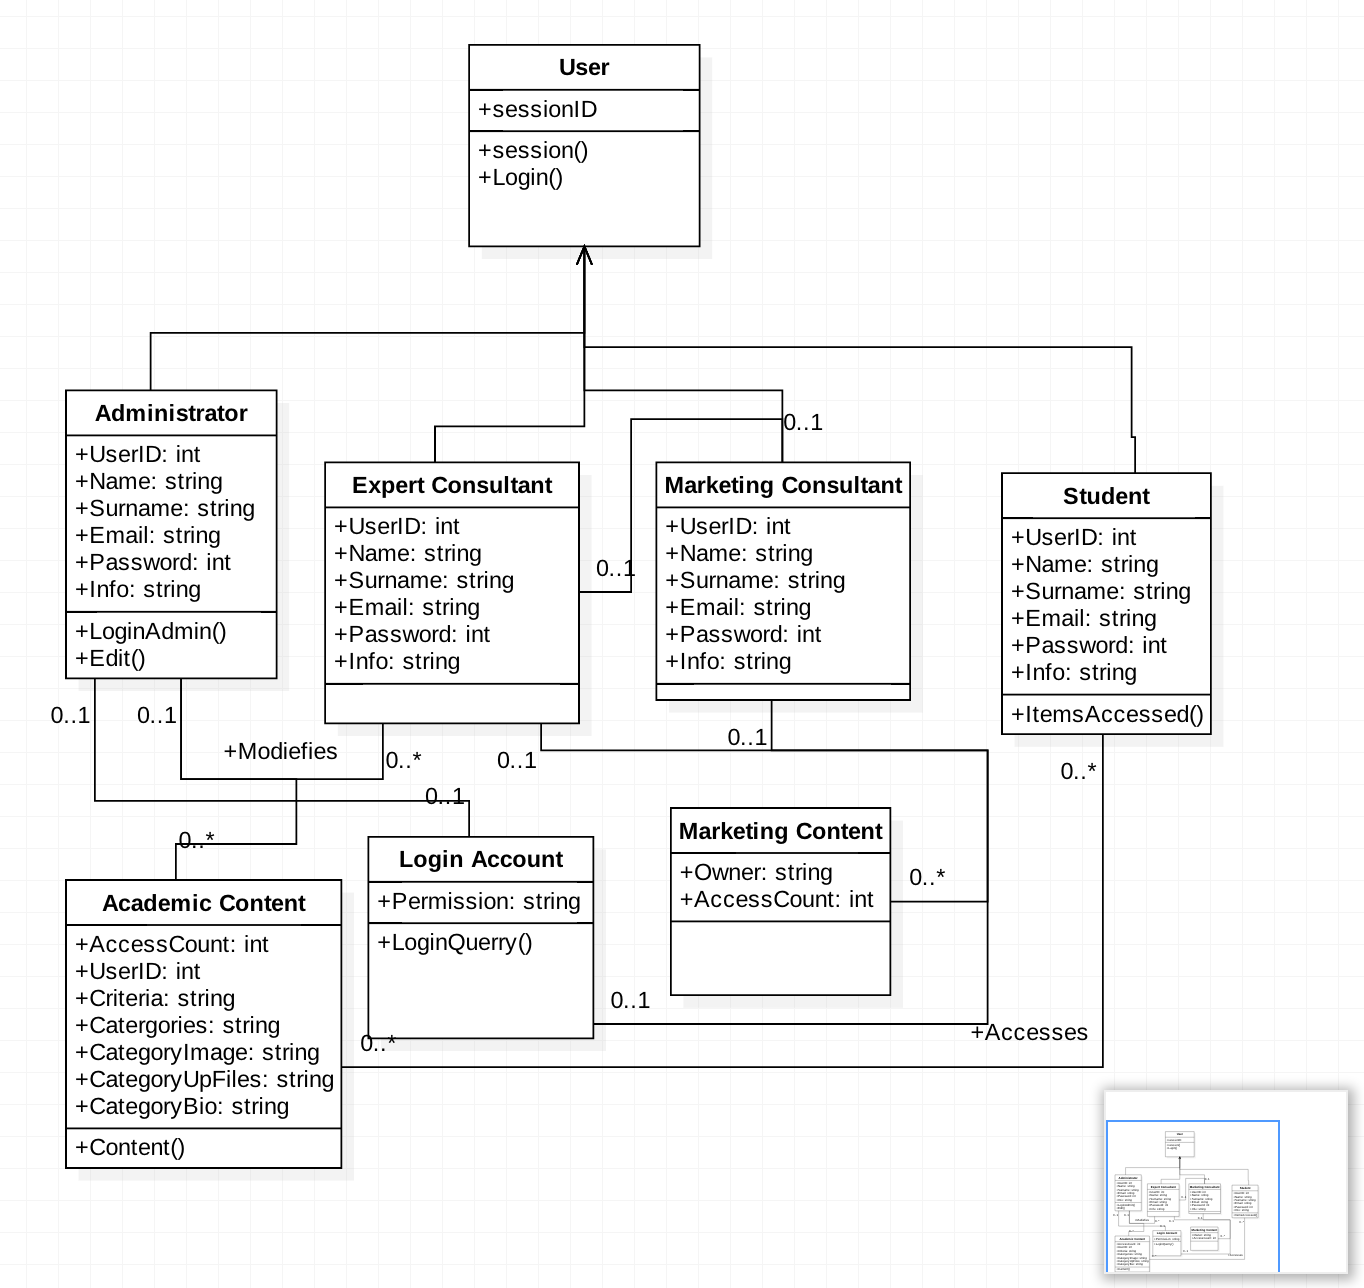 User
+sessionID
+session()
+Login()
Administrator
+UserID: int
+Name: string
+Surname: string
+Email: string
+Password: int
+Info: string
+LoginAdmin()
+Edit()
Expert Consultant
+UserID: int
+Name: string
+Surname: string
+Email: string
+Password: int
+Info: string
0..1
0..1
Marketing Consultant
+UserID: int
+Name: string
+Surname: string
+Email: string
+Password: int
+Info: string
Student
+UserID: int
+Name: string
+Surname: string
+Email: string
+Password: int
+Info: string
+ItemsAccessed()
0..1
0..1
+Modiefies
0..*
0..1
0..1
0..*
0..1
0..*
Academic Content
+AccessCount: int
+UserID: int
+Criteria: string
+Catergories: string
+CategoryImage: string
+CategoryUpFiles: string
+CategoryBio: string
+Content()
Login Account
+Permission: string
+LoginQuerry()
0..*
0..1
Marketing Content
+Owner: string
+AccessCount: int
0..*
+Accesses